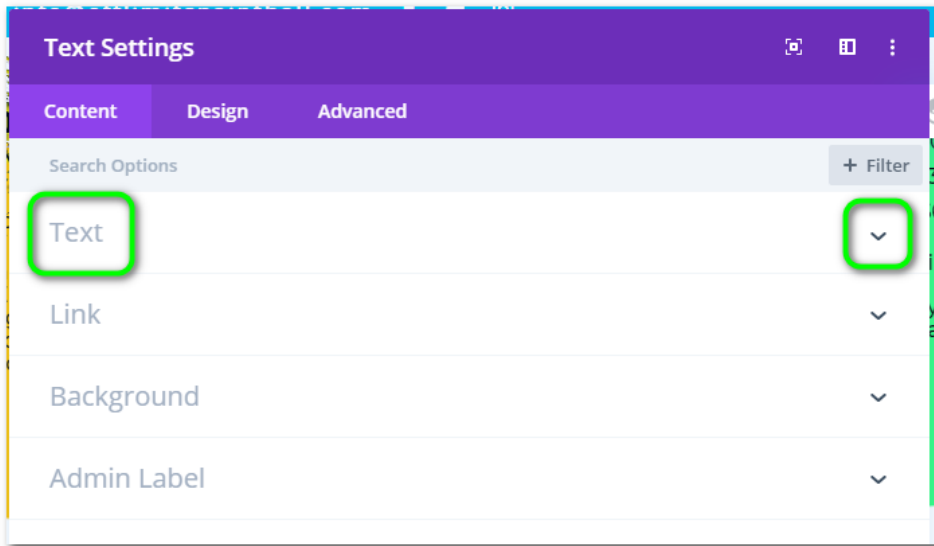 Text Settings
Content Design Advanced
Search Options + Filter
Text
Link
Background
Admin Label